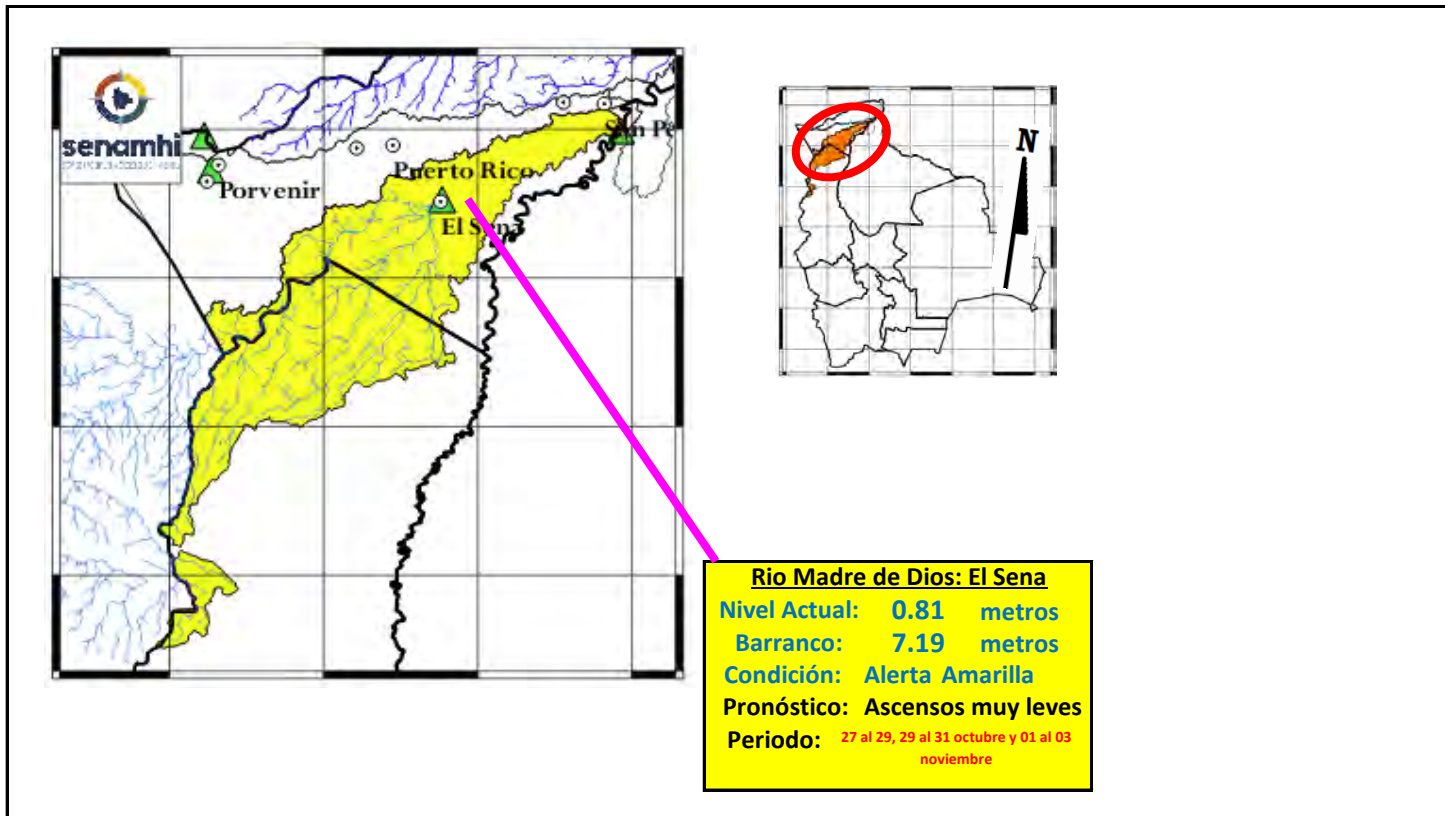 senamhi
San Pe
Puerto Rico
Porvenir
El Sena
N
Rio Madre de Dios: El Sena
Nivel Actual: 0.81 metros
Barranco: 7.19 metros
Condición: Alerta Amarilla
Pronóstico: Ascensos muy leves
Periodo: 27 al 29, 29 al 31 octubre y 01 al 03
noviembre